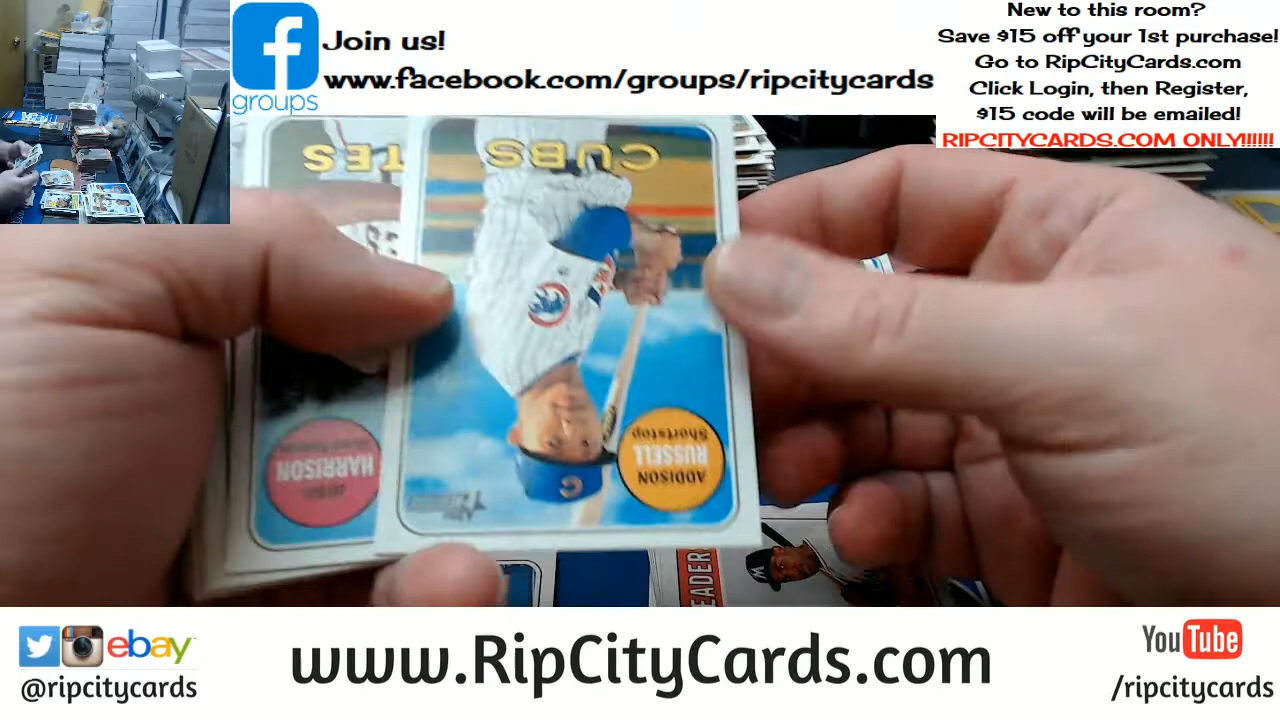 Join us!
www.facebook.com/groups/ripcitycards
groups
New to this room?
Save $15 off your 1st purchase!
Go to RipCityCards.com
Click Login, then Register,
$15 code will be emailed!
RIPCITYCARDS.COM ONLY!!!!!!
TES
CUBS
HARRISON
ADDISON
RUSSELL
Shortstop
C
EADER
W
ebay
@ripcitycards
www.RipCityCards.com
YouTube
/ripcitycards